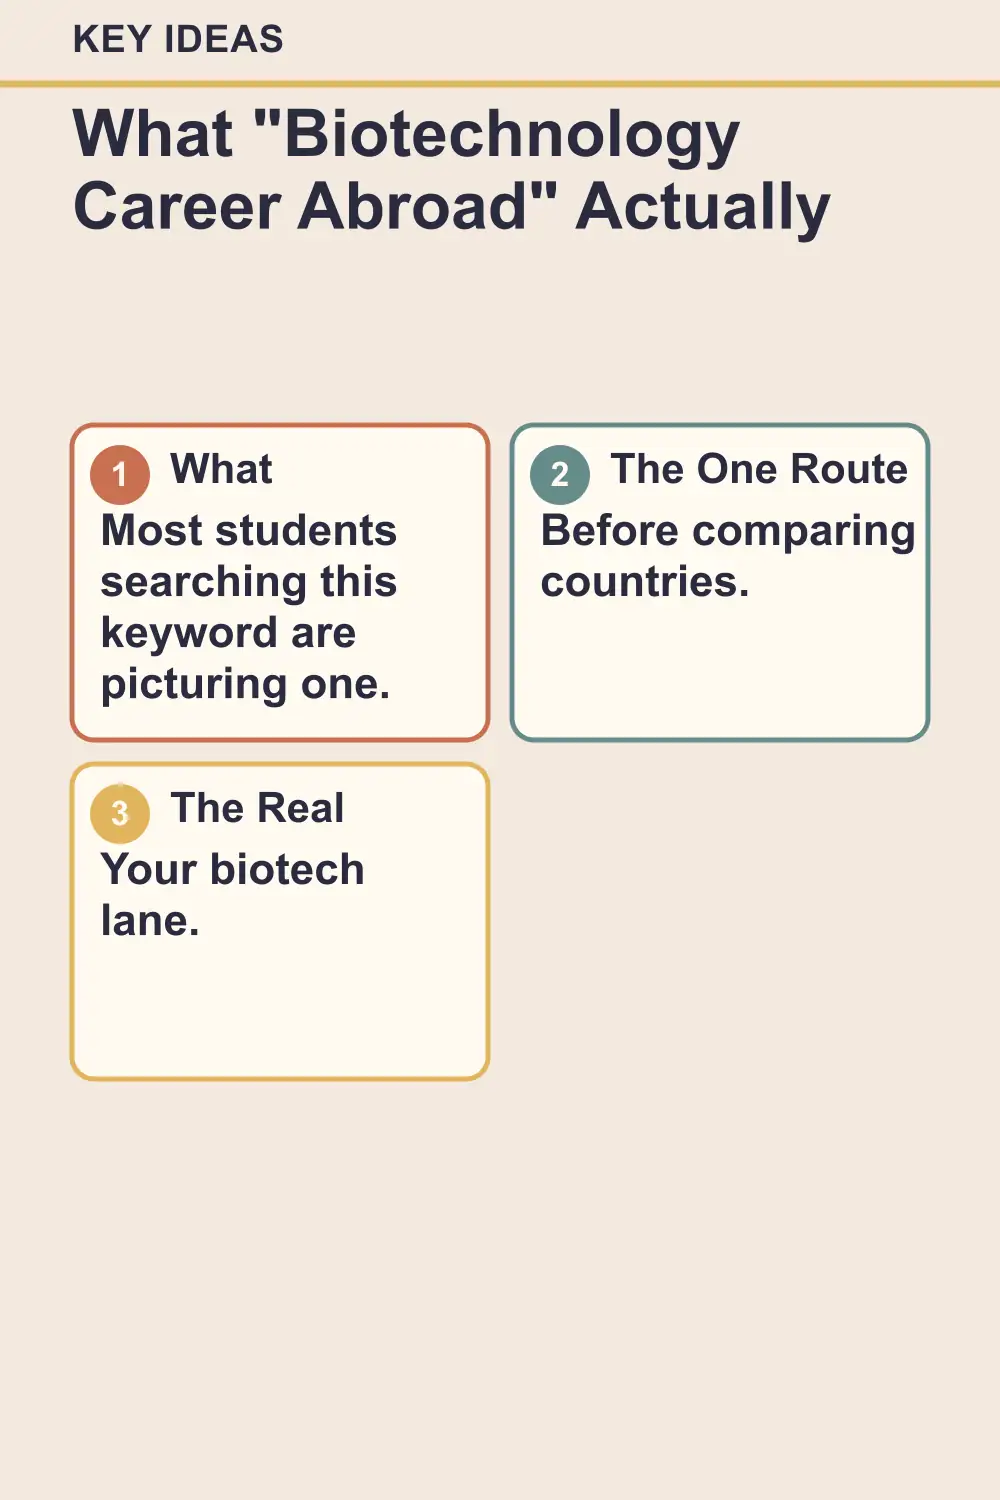 KEY IDEAS
What "Biotechnology
Career Abroad" Actually
1 What
Most students
searching this
keyword are
picturing one.
2 The One Route
Before comparing
countries.
3 The Real
Your biotech
lane.